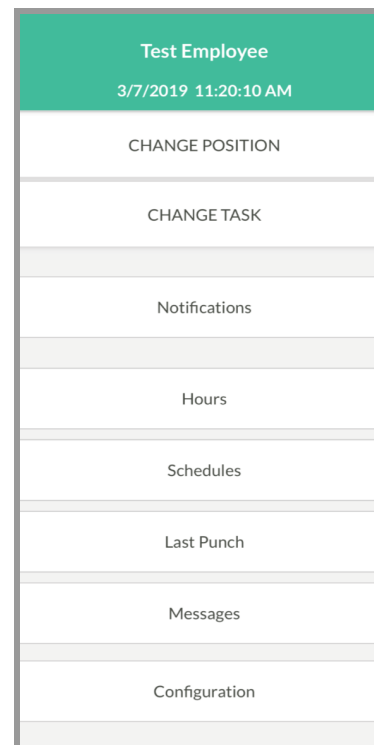 Test Employee
3/7/2019 11:20:10 AM
CHANGE POSITION
CHANGE TASK
Notifications
Hours
Schedules
Last Punch
Messages
Configuration